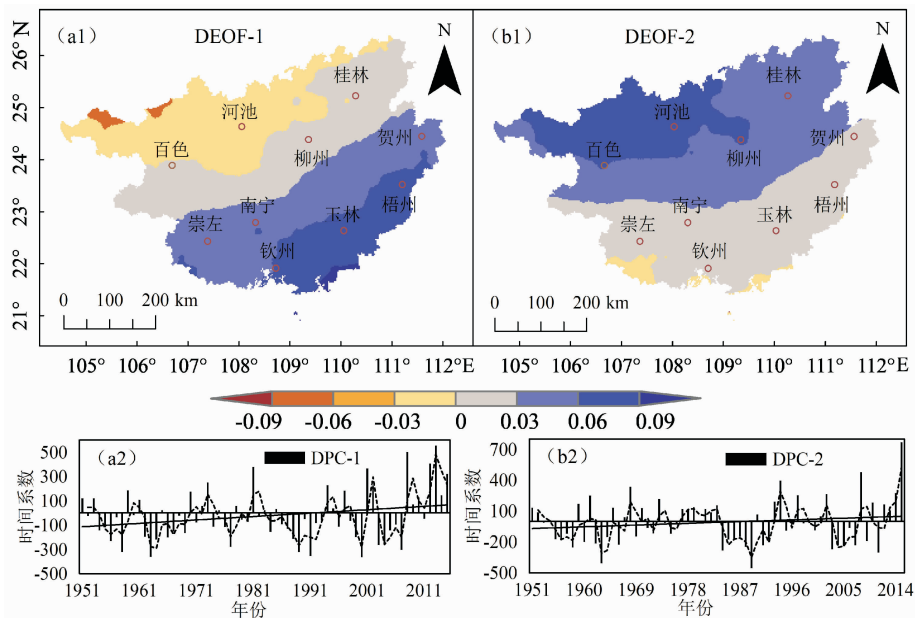 (a1) DEOF-1 N
(b1) DEOF-2 N
26°N
25°
24°
23°
22°
21°
桂林
河池
贺州
百色
柳州
梧州
南宁
玉林
崇左
钦州
0 100 200 km
桂林
河池
贺州
百色
柳州
梧州
南宁
玉林
崇左
钦州
0 100 200 km
105° 106° 107° 108° 109° 110° 111° 112°E
105° 106° 107° 108° 109° 110° 111° 112°E
-0.09 -0.06 -0.03 0 0.03 0.06 0.09
(a2) DPC-1
时间系数
500
300
100
-100
-300
-500
1951 1961 1971 1981 1991 2001 2011
年份
(b2) DPC-2
时间系数
700
400
100
-200
-500
1951 1960 1969 1978 1987 1996 2005 2014
年份